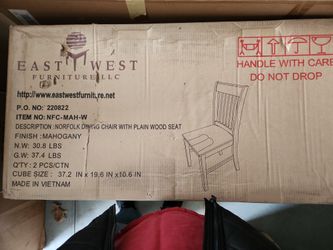 EAST WEST
FURNITURE LLC
http://www.eastwestfurniture.net
HANDLE WITH CARE
DO NOT DROP
P.O. NO: 220822
ITEM NO: NFC-MAH-W
DESCRIPTION: NORFOLK DINING CHAIR WITH PLAIN WOOD SEAT
FINISH : MAHOGANY
N.W: 30.8 LBS
G.W: 37.4 LBS
Q'TY : 2 PCS/CTN
CUBE SIZE : 37.2 IN x 19.6 IN x10.6 IN
MADE IN VIETNAM